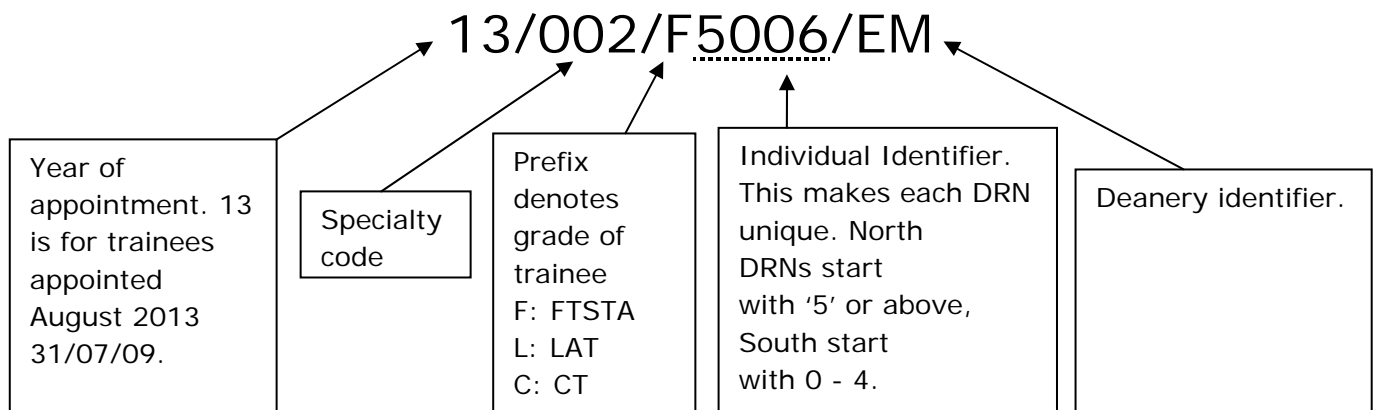 13/002/F5006/EM
Year of
appointment. 13
is for trainees
appointed
August 2013
31/07/09.
Specialty
code
Prefix
denotes
grade of
trainee
F: FTSTA
L: LAT
C: CT
Individual Identifier.
This makes each DRN
unique. North
DRNs start
with ‘5’ or above,
South start
with 0 - 4.
Deanery identifier.